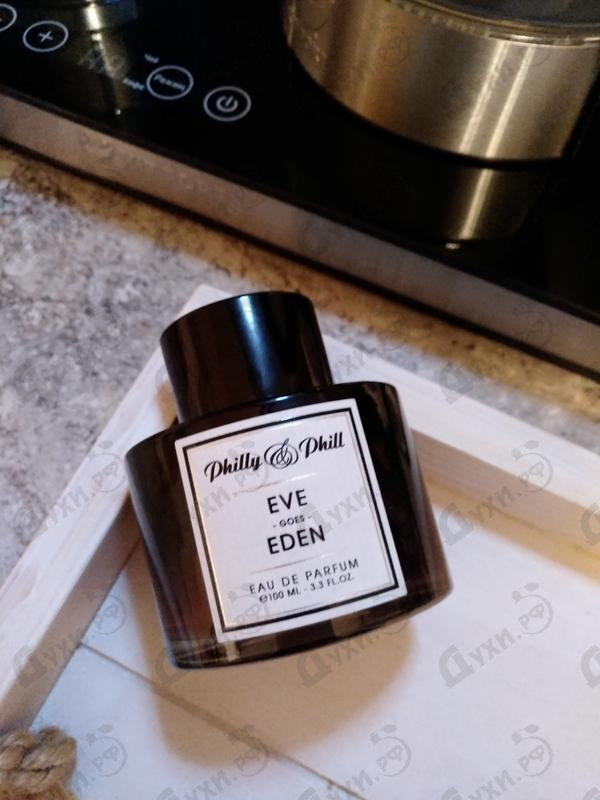 Philly & Phill
EVE
- GOES -
EDEN
EAU DE PARFUM
℮100 ML - 3.3 FL.OZ.
Духи.рф